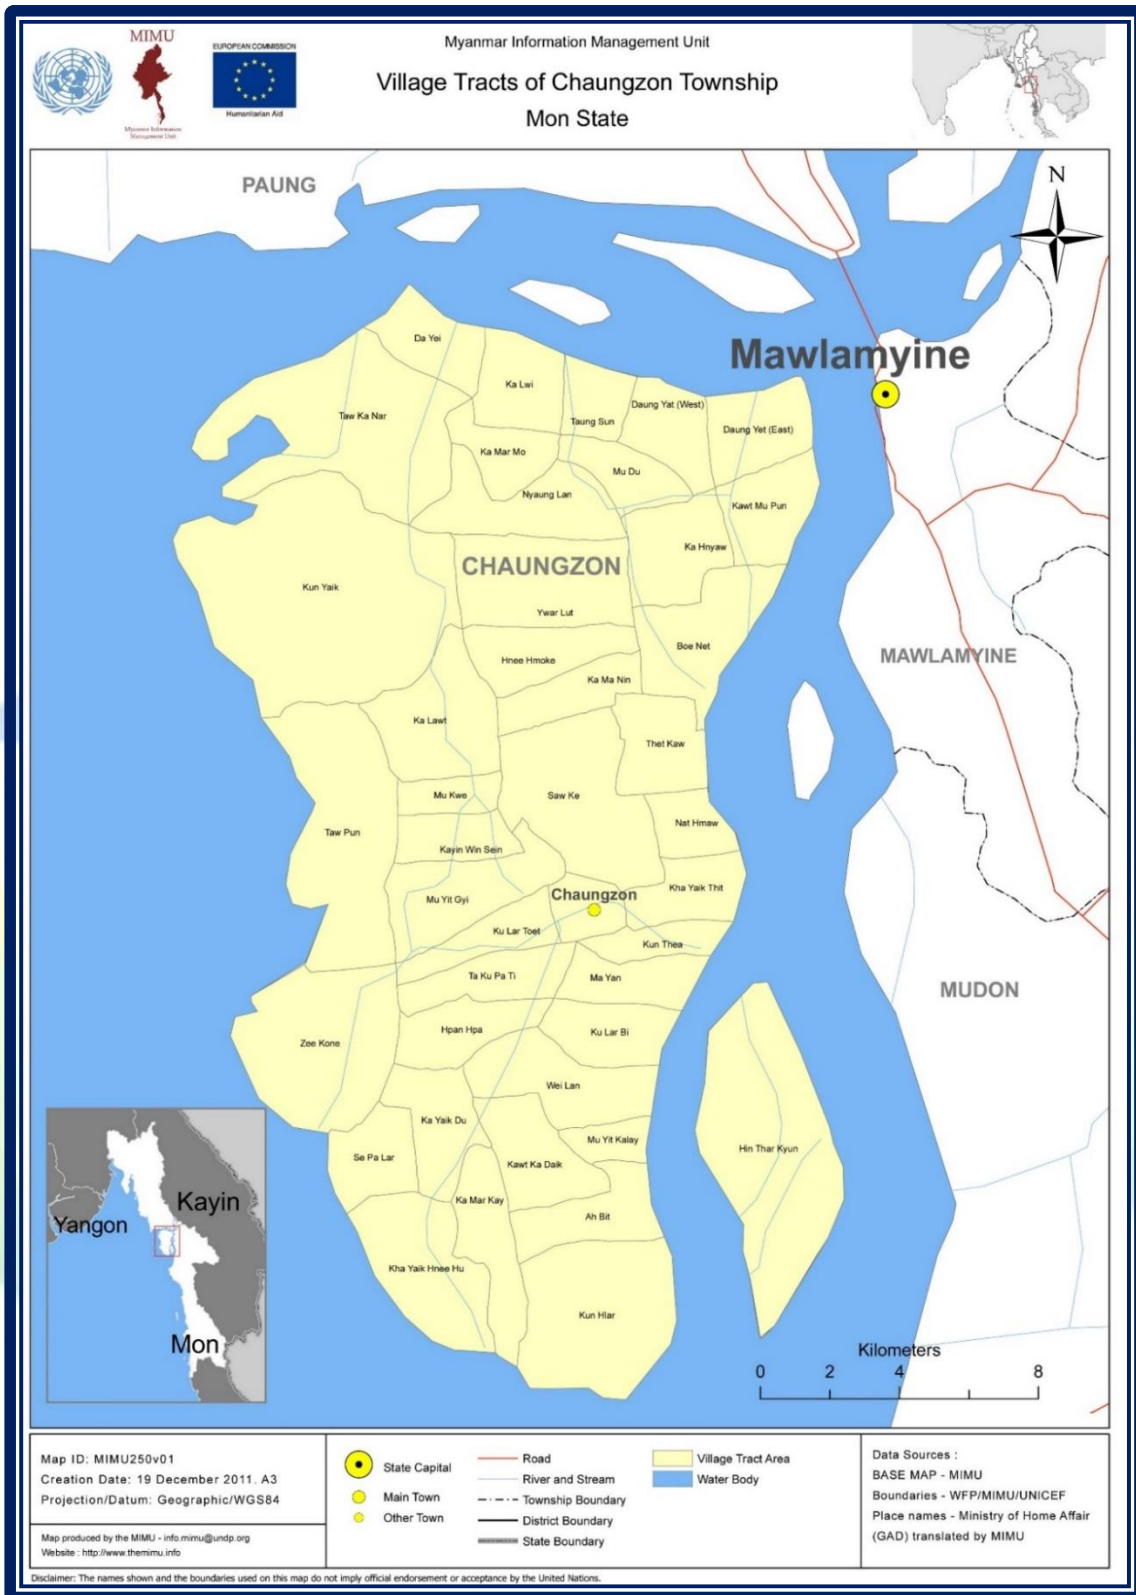 MIMU
Myanmar Information
Management Unit
EUROPEAN COMMISSION
Humanitarian Aid
Myanmar Information Management Unit
Village Tracts of Chaungzon Township
Mon State
PAUNG
N
Da Yei
Mawlamyine
Ka Lwi
Taw Ka Nar
Taung Sun
Daung Yat (West)
Daung Yet (East)
Ka Mar Mo
Mu Du
Nyaung Lan
Kawt Mu Pun
Ka Hnyaw
CHAUNGZON
Kun Yaik
Ywar Lut
Boe Net
MAWLAMYINE
Hnee Hmoke
Ka Ma Nin
Ka Lawt
Thet Kaw
Mu Kwe
Saw Ke
Taw Pun
Nat Hmaw
Kayin Win Sein
Kha Yaik Thit
Mu Yit Gyi
Chaungzon
Ku Lar Toet
Kun Thea
Ta Ku Pa Ti
Ma Yan
MUDON
Hpan Hpa
Ku Lar Bi
Zee Kone
Wei Lan
Ka Yaik Du
Mu Yit Kalay
Hin Thar Kyun
Se Pa Lar
Kawt Ka Daik
Ka Mar Kay
Ah Bit
Kha Yaik Hnee Hu
Kun Hlar
Kayin
Yangon
Mon
Kilometers
0 2 4 8
Map ID: MIMU250v01
Creation Date: 19 December 2011. A3
Projection/Datum: Geographic/WGS84
Map produced by the MIMU - info.mimu@undp.org
Website : http://www.themimu.info
State Capital
Main Town
Other Town
Road
River and Stream
Township Boundary
District Boundary
State Boundary
Village Tract Area
Water Body
Data Sources :
BASE MAP - MIMU
Boundaries - WFP/MIMU/UNICEF
Place names - Ministry of Home Affair
(GAD) translated by MIMU
Disclaimer: The names shown and the boundaries used on this map do not imply official endorsement or acceptance by the United Nations.